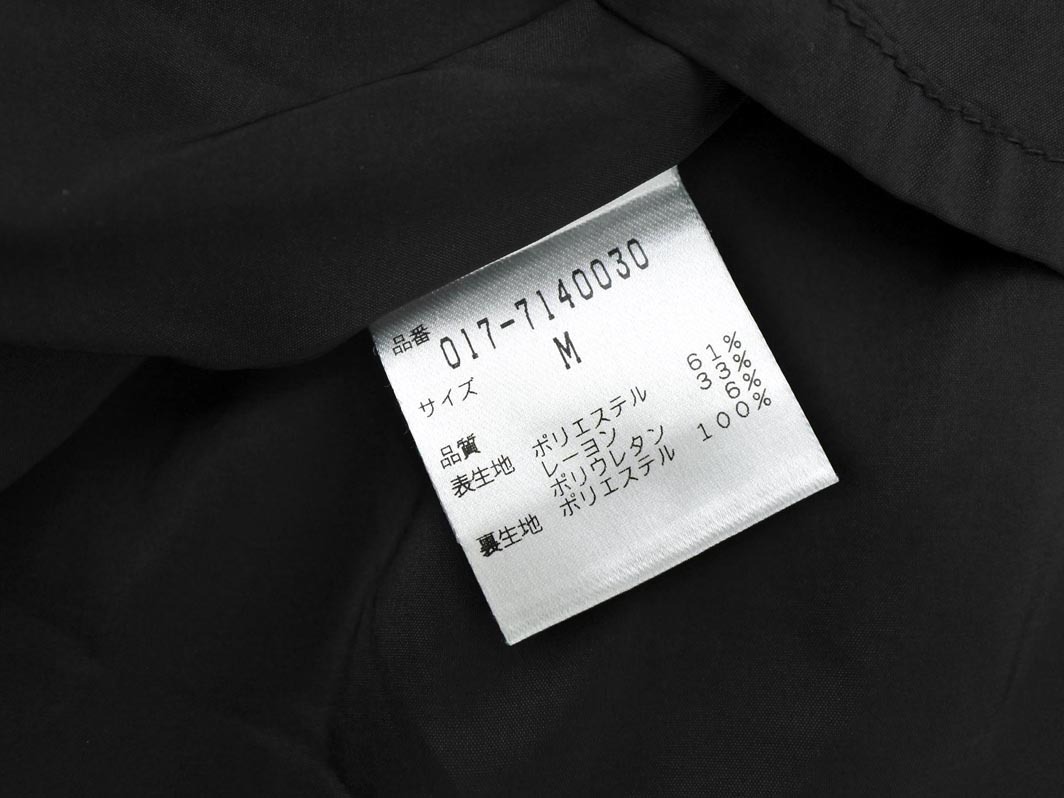 品番 017-7140030
サイズ M
品質
表生地 ポリエステル 61%
レーヨン 33%
ポリウレタン 6%
裏生地 ポリエステル 100%